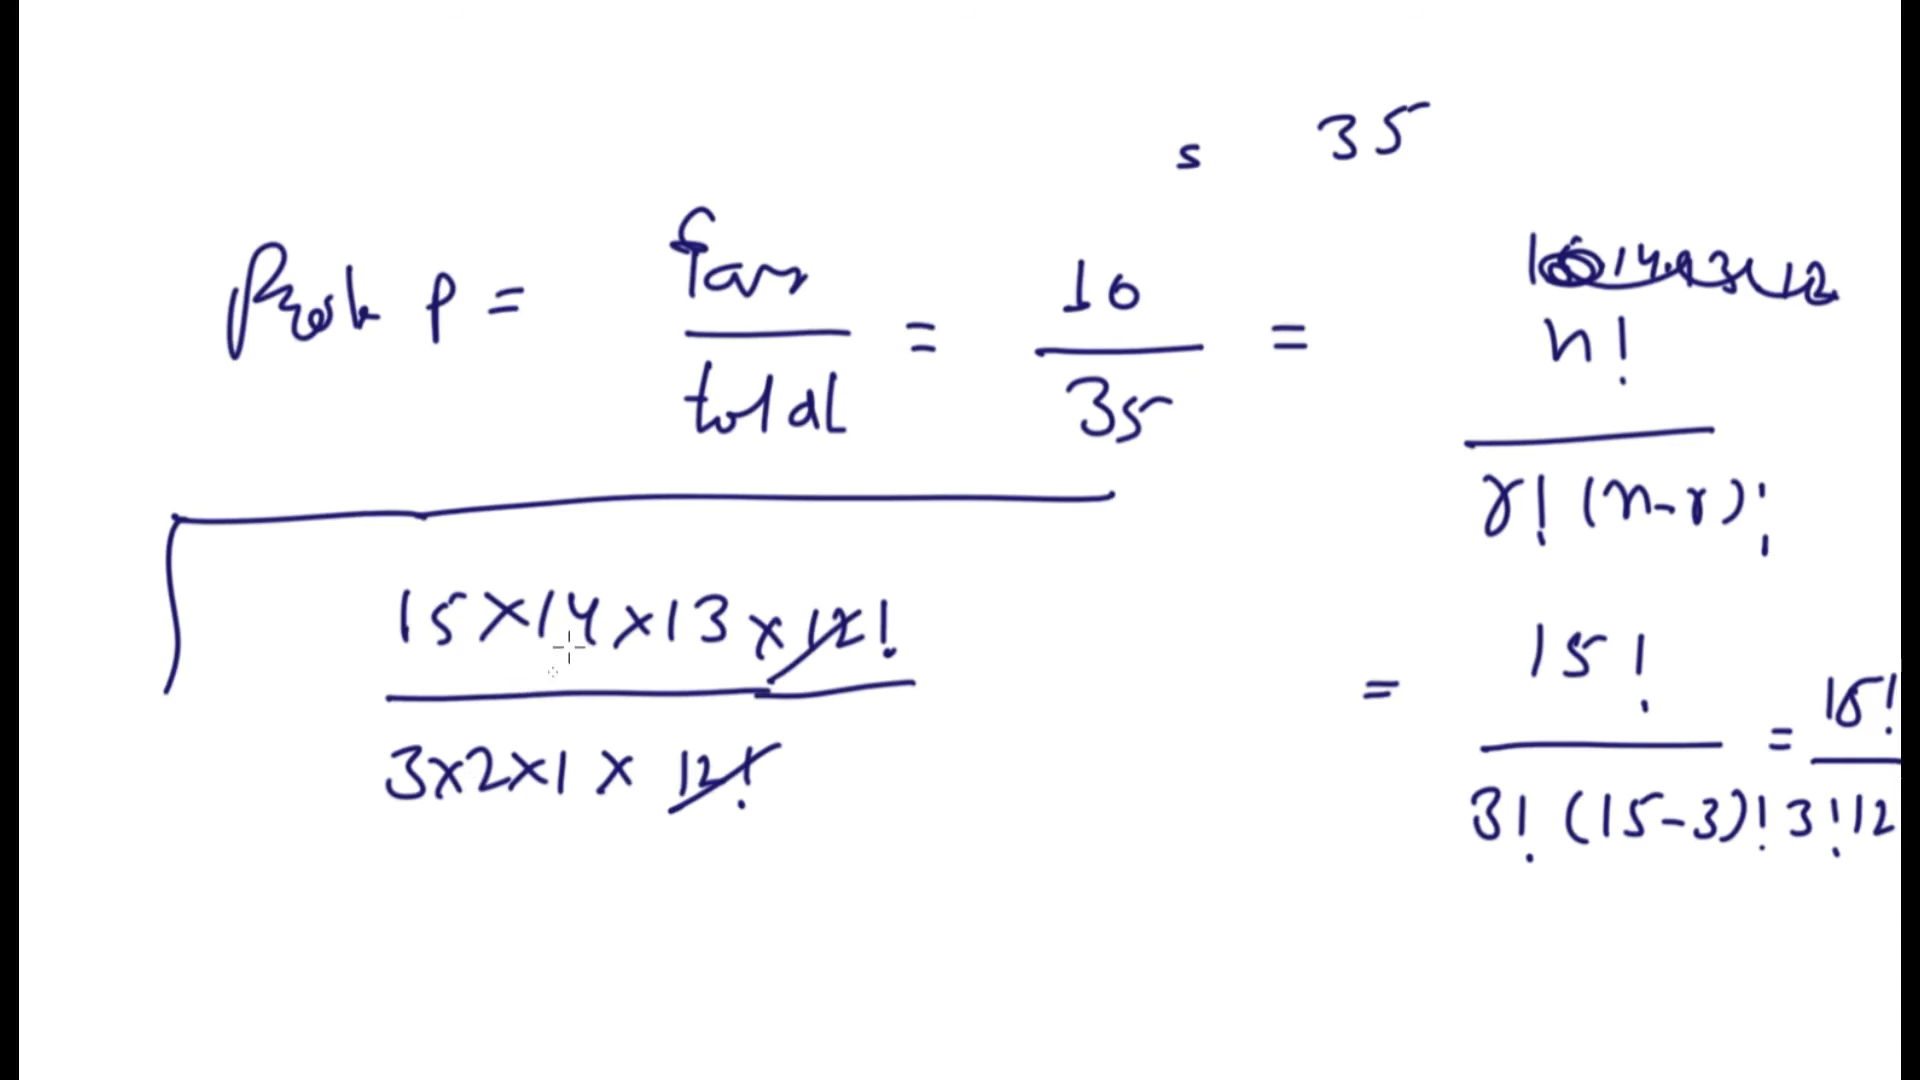 = 35
Prob P = fav / total = 10 / 35 =
n! / r! (n-r)!
15×14×13×12! / 3×2×1×12!
= 15! / 3! (15-3)! = 15! / 3! 12